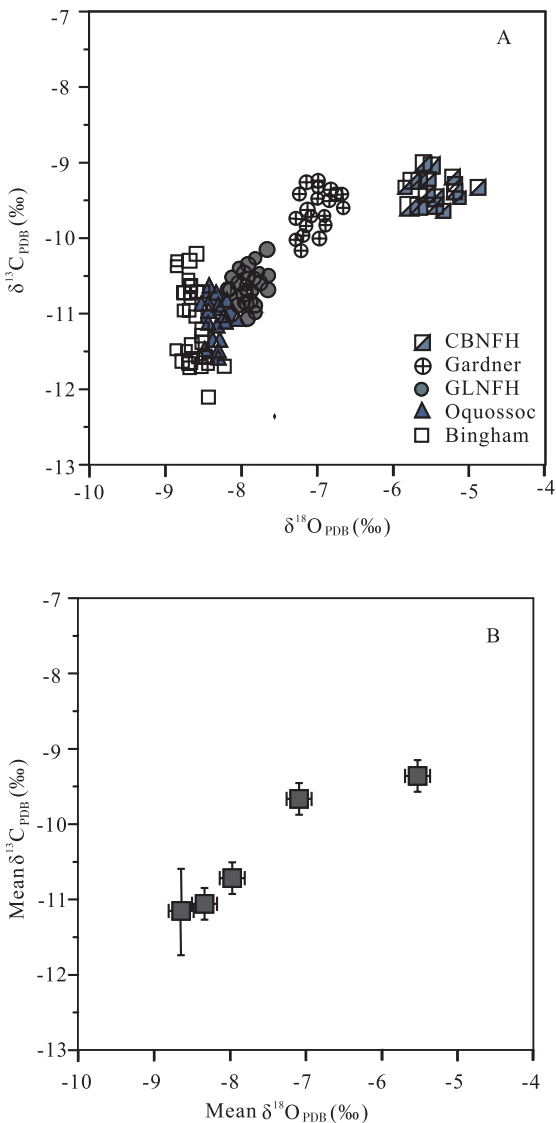 -7
A
-8
-9
-10
-11
-12
-13
δ13CPDB (‰)
CBNFH
Gardner
GLNFH
Oquossoc
Bingham
-10 -9 -8 -7 -6 -5 -4
δ18OPDB (‰)
-7
B
-8
-9
-10
-11
-12
-13
Mean δ13CPDB (‰)
-10 -9 -8 -7 -6 -5 -4
Mean δ18OPDB (‰)